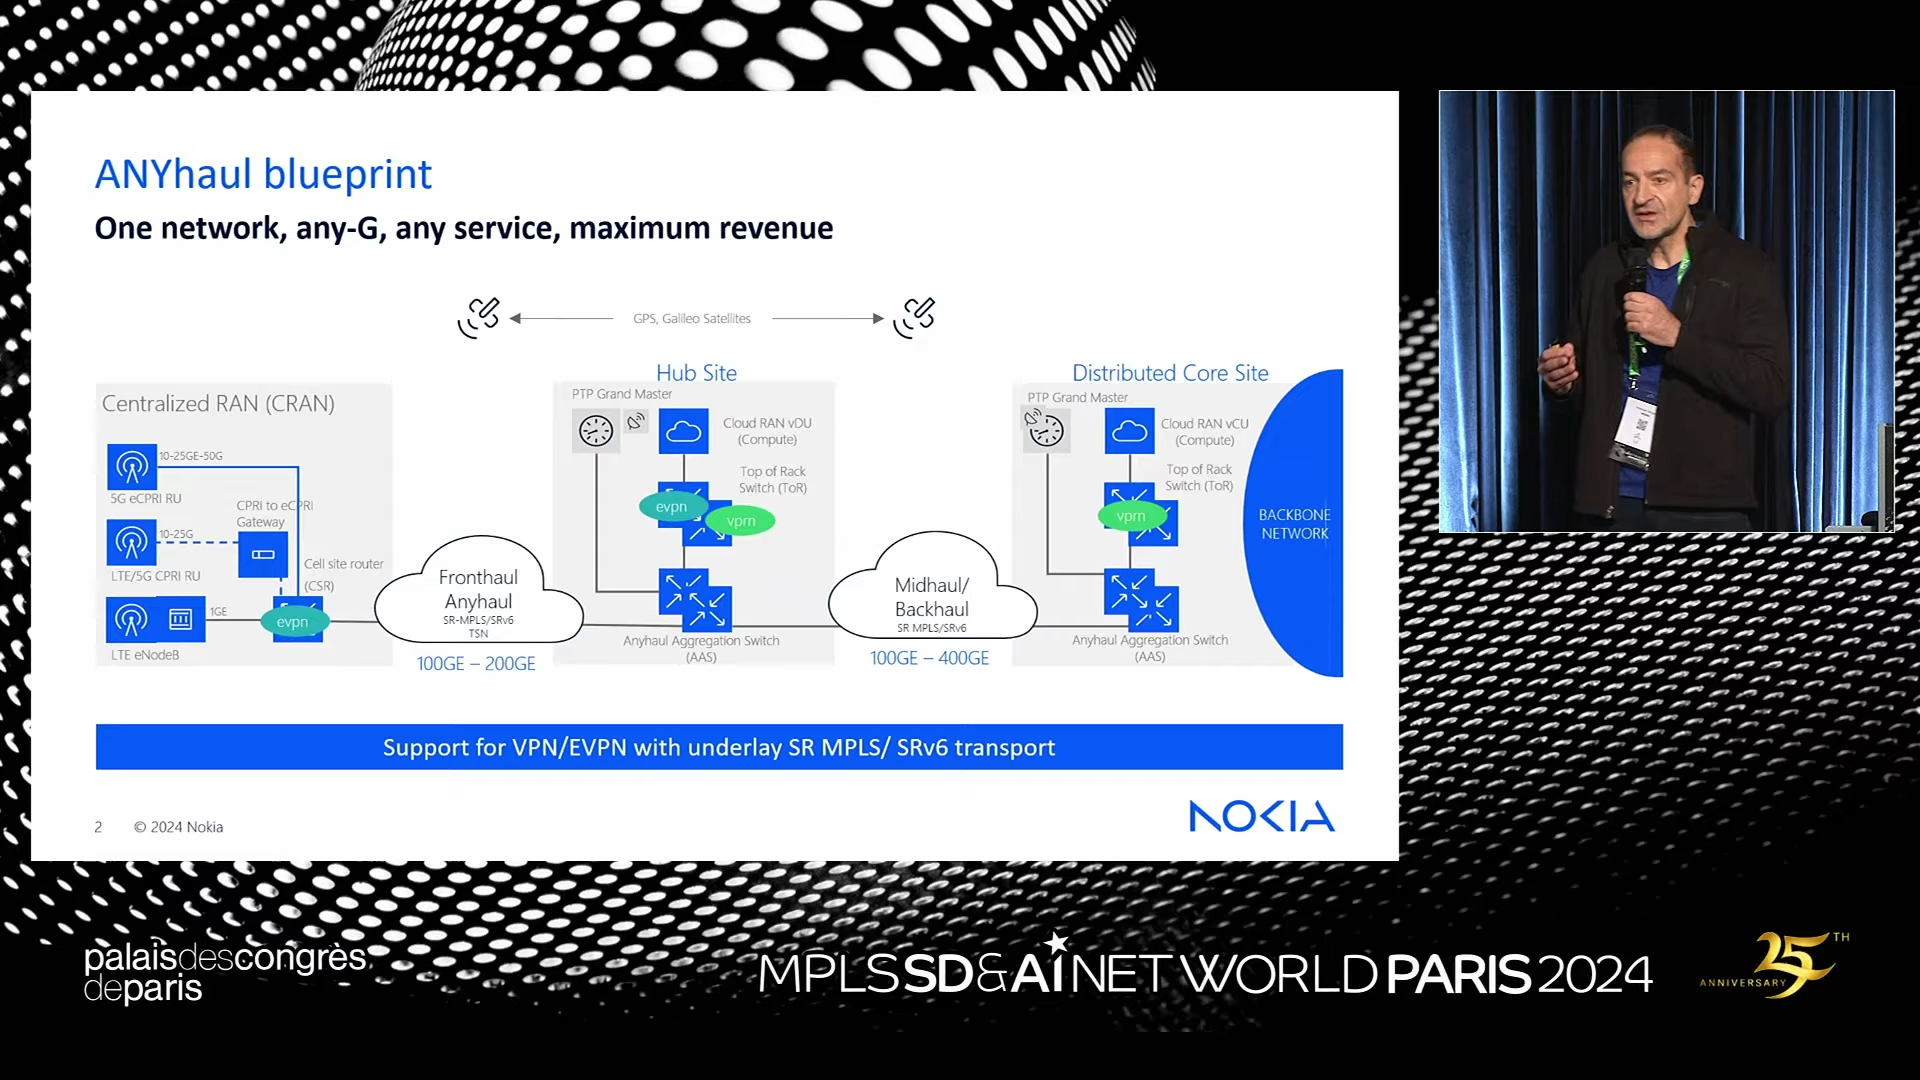 ANYhaul blueprint
One network, any-G, any service, maximum revenue
GPS, Galileo Satellites
Centralized RAN (CRAN)
10-25GE-50G
5G eCPRI RU
CPRI to eCPRI
Gateway
10-25G
LTE/5G CPRI RU
Cell site router
(CSR)
1GE
evpn
LTE eNodeB
Fronthaul
Anyhaul
SR-MPLS/SRv6
TSN
100GE – 200GE
Hub Site
PTP Grand Master
Cloud RAN vDU
(Compute)
Top of Rack
Switch (ToR)
evpn
vprn
Anyhaul Aggregation Switch
(AAS)
Midhaul/
Backhaul
SR MPLS/SRv6
100GE – 400GE
Distributed Core Site
PTP Grand Master
Cloud RAN vCU
(Compute)
Top of Rack
Switch (ToR)
vprn
Anyhaul Aggregation Switch
(AAS)
BACKBONE
NETWORK
Support for VPN/EVPN with underlay SR MPLS/ SRv6 transport
2 © 2024 Nokia
NOKIA
palaisdescongrès
deparis
MPLS SD & AI NET WORLD PARIS 2024
25TH
ANNIVERSARY